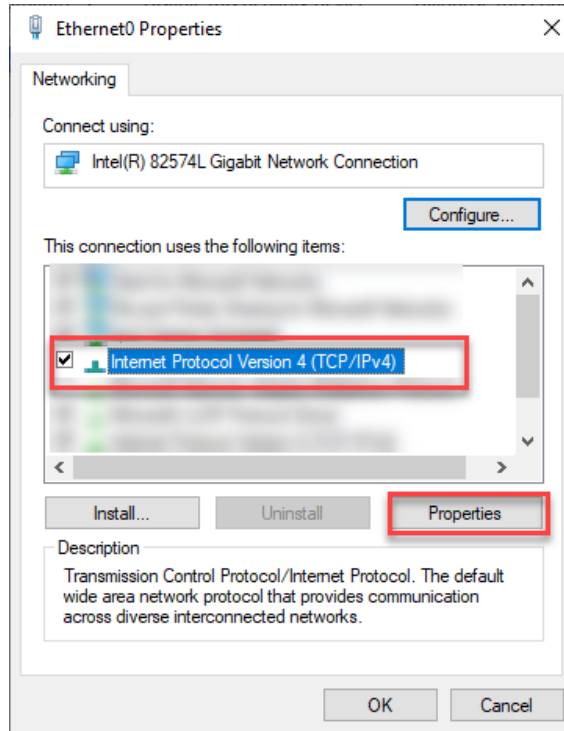 Ethernet0 Properties
Networking
Connect using:
Intel(R) 82574L Gigabit Network Connection
Configure...
This connection uses the following items:
Internet Protocol Version 4 (TCP/IPv4)
Install...
Uninstall
Properties
Description
Transmission Control Protocol/Internet Protocol. The default
wide area network protocol that provides communication
across diverse interconnected networks.
OK
Cancel